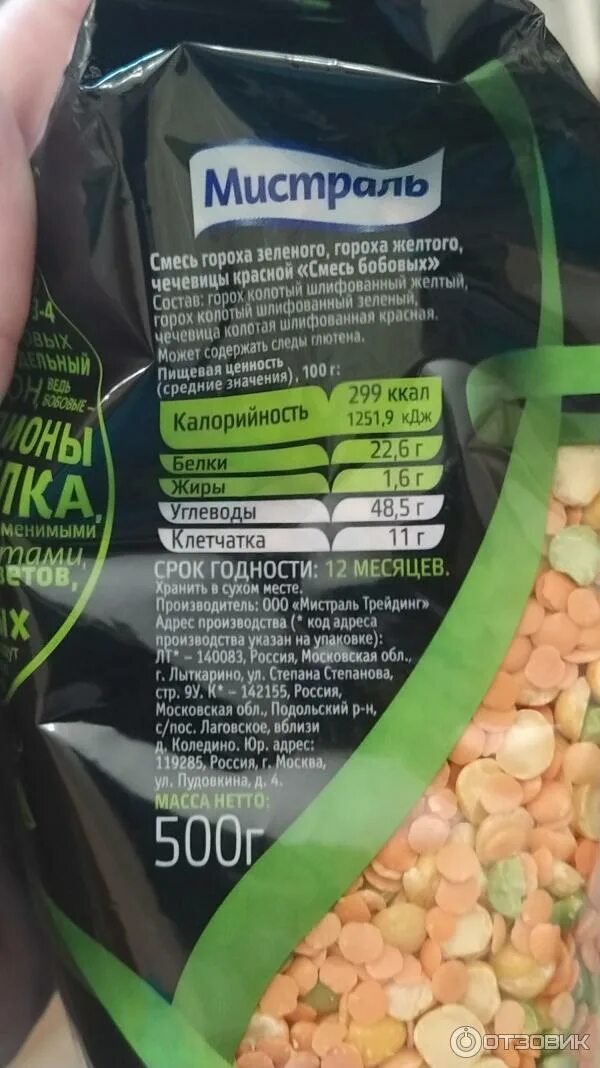 Мистраль
Смесь гороха зеленого, гороха желтого,
чечевицы красной «Смесь бобовых»
Состав: горох колотый шлифованный желтый,
горох колотый шлифованный зеленый,
чечевица колотая шлифованная красная.
Может содержать следы глютена.
Пищевая ценность
(средние значения), 100 г:
Калорийность 299 ккал
1251,9 кДж
Белки 22,6 г
Жиры 1,6 г
Углеводы 48,5 г
Клетчатка 11 г
СРОК ГОДНОСТИ: 12 МЕСЯЦЕВ.
Хранить в сухом месте.
Производитель: ООО «Мистраль Трейдинг»
Адрес производства (* код адреса
производства указан на упаковке):
ЛТ* – 140083, Россия, Московская обл.,
г. Лыткарино, ул. Степана Степанова,
стр. 9У. К* – 142155, Россия,
Московская обл., Подольский р-н,
с/пос. Лаговское, вблизи
д. Коледино. Юр. адрес:
119285, Россия, г. Москва,
ул. Пудовкина, д. 4.
МАССА НЕТТО:
500г
3-4
ВЕДЬ
БОБОВЫЕ –
ОТЗОВИК